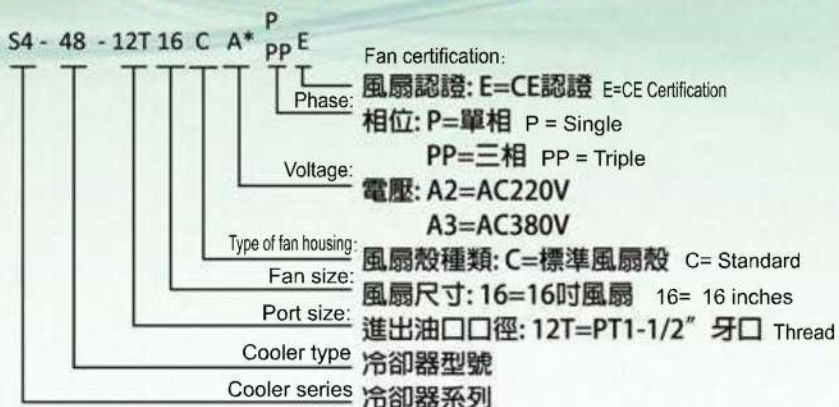 P
S4 - 48 - 12T 16 C A* PP E
Fan certification:
風扇認證: E=CE認證 E=CE Certification
Phase:
相位: P=單相 P = Single
PP=三相 PP = Triple
Voltage:
電壓: A2=AC220V
A3=AC380V
Type of fan housing:
風扇殼種類: C=標準風扇殼 C= Standard
Fan size:
風扇尺寸: 16=16吋風扇 16= 16 inches
Port size:
進出油口口徑: 12T=PT1-1/2" 牙口 Thread
Cooler type
冷卻器型號
Cooler series
冷卻器系列